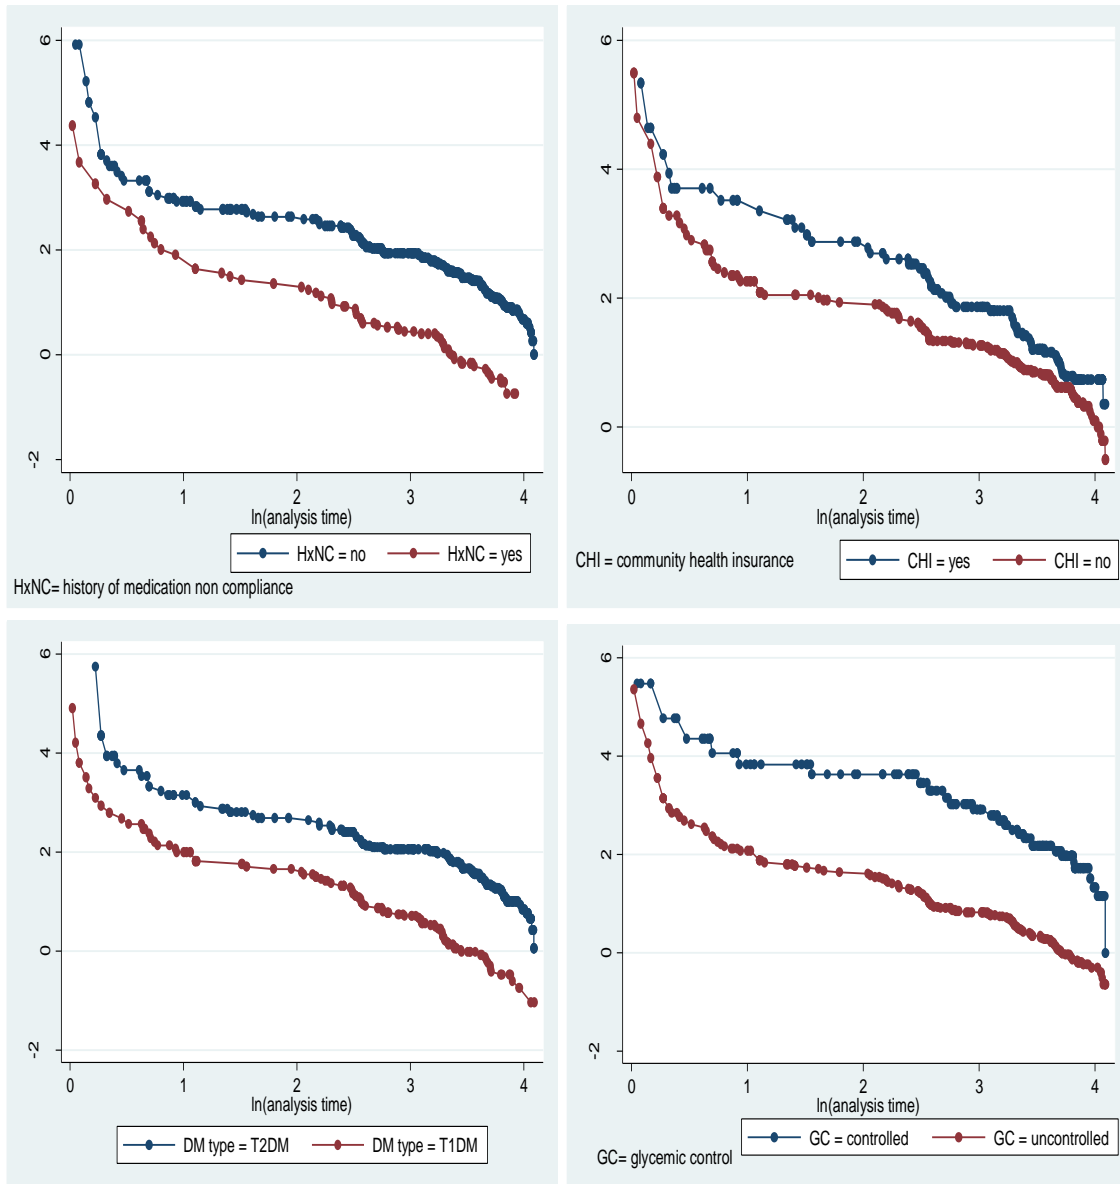 6
4
2
0
-2
0 1 2 3 4
ln(analysis time)
HxNC = no HxNC = yes
HxNC= history of medication non compliance
6
4
2
0
0 1 2 3 4
ln(analysis time)
CHI = community health insurance
CHI = yes CHI = no
6
4
2
0
-2
0 1 2 3 4
ln(analysis time)
DM type = T2DM DM type = T1DM
6
4
2
0
-2
0 1 2 3 4
ln(analysis time)
GC = controlled GC = uncontrolled
GC= glycemic control